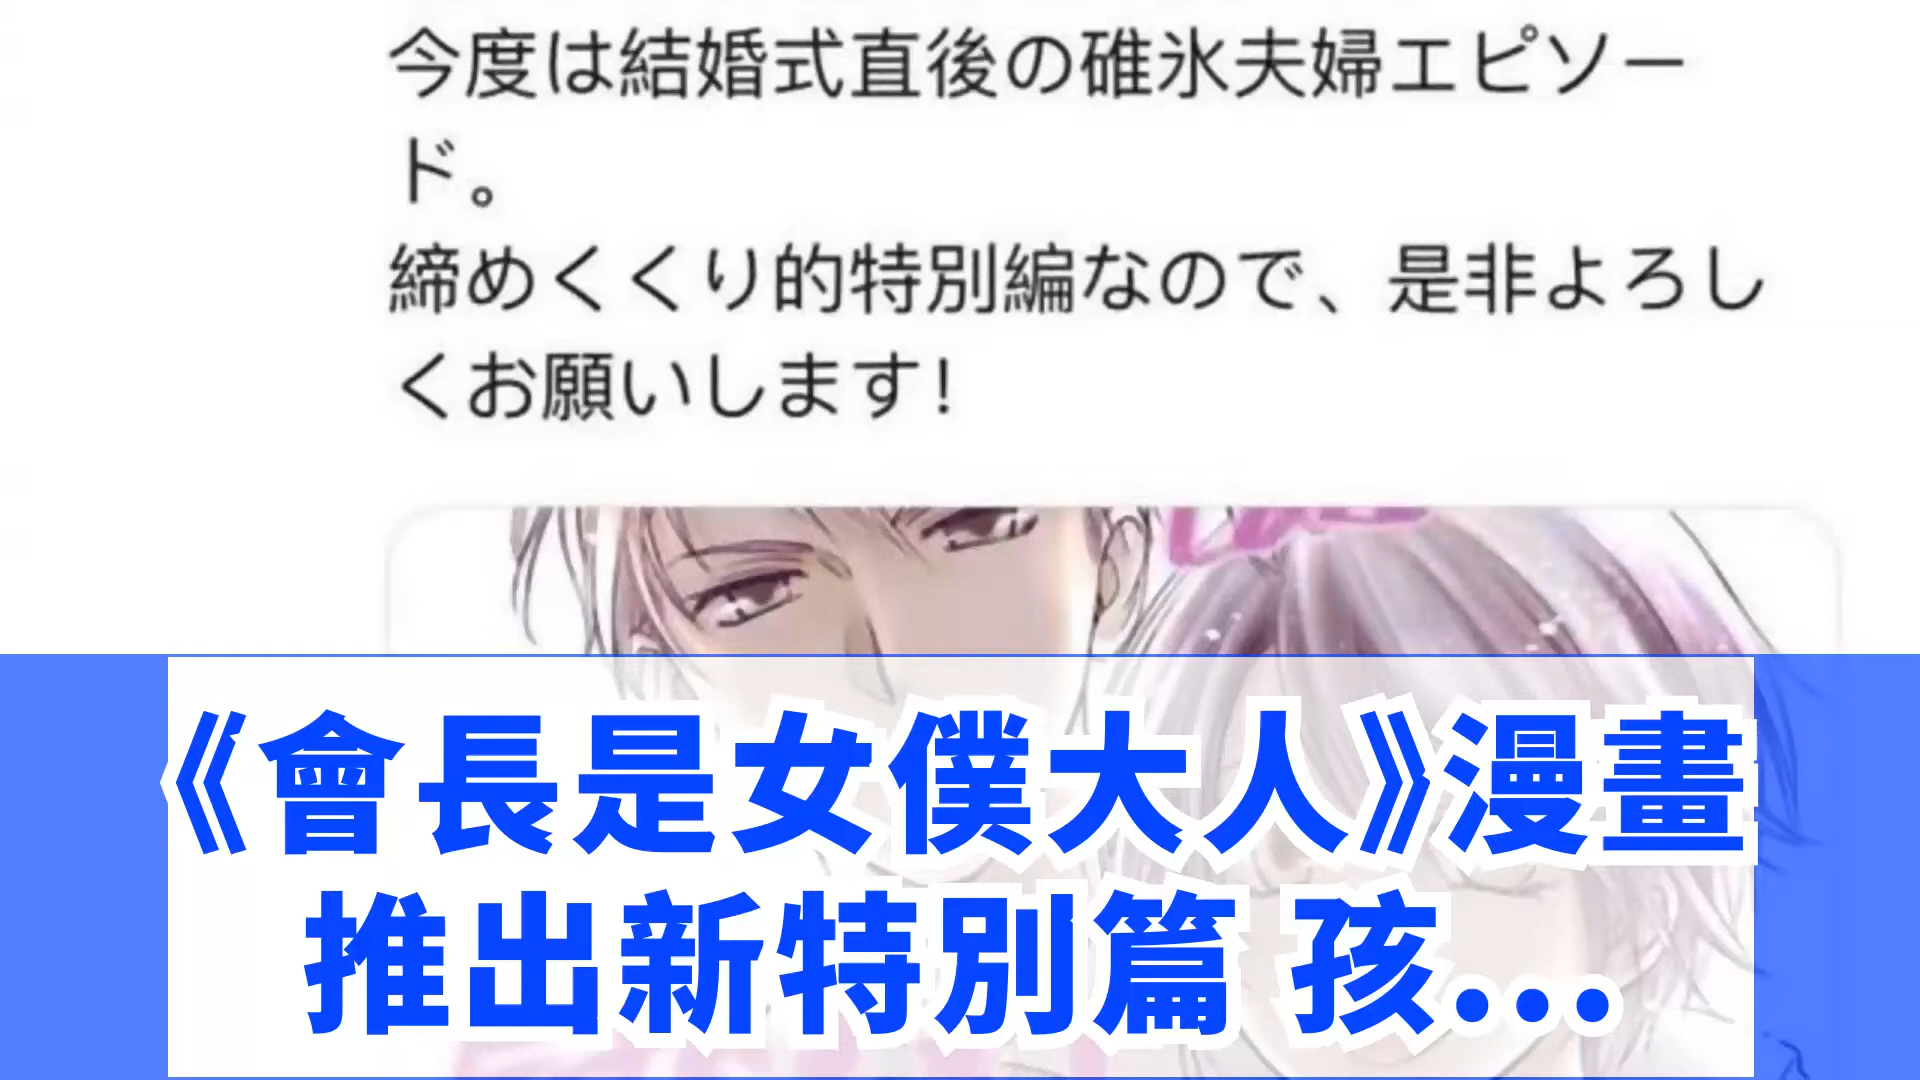 今度は結婚式直後の碓氷夫婦エピソー
ド。
締めくくり的特別編なので、是非よろし
くお願いします!
《會長是女僕大人》漫畫
推出新特別篇 孩...